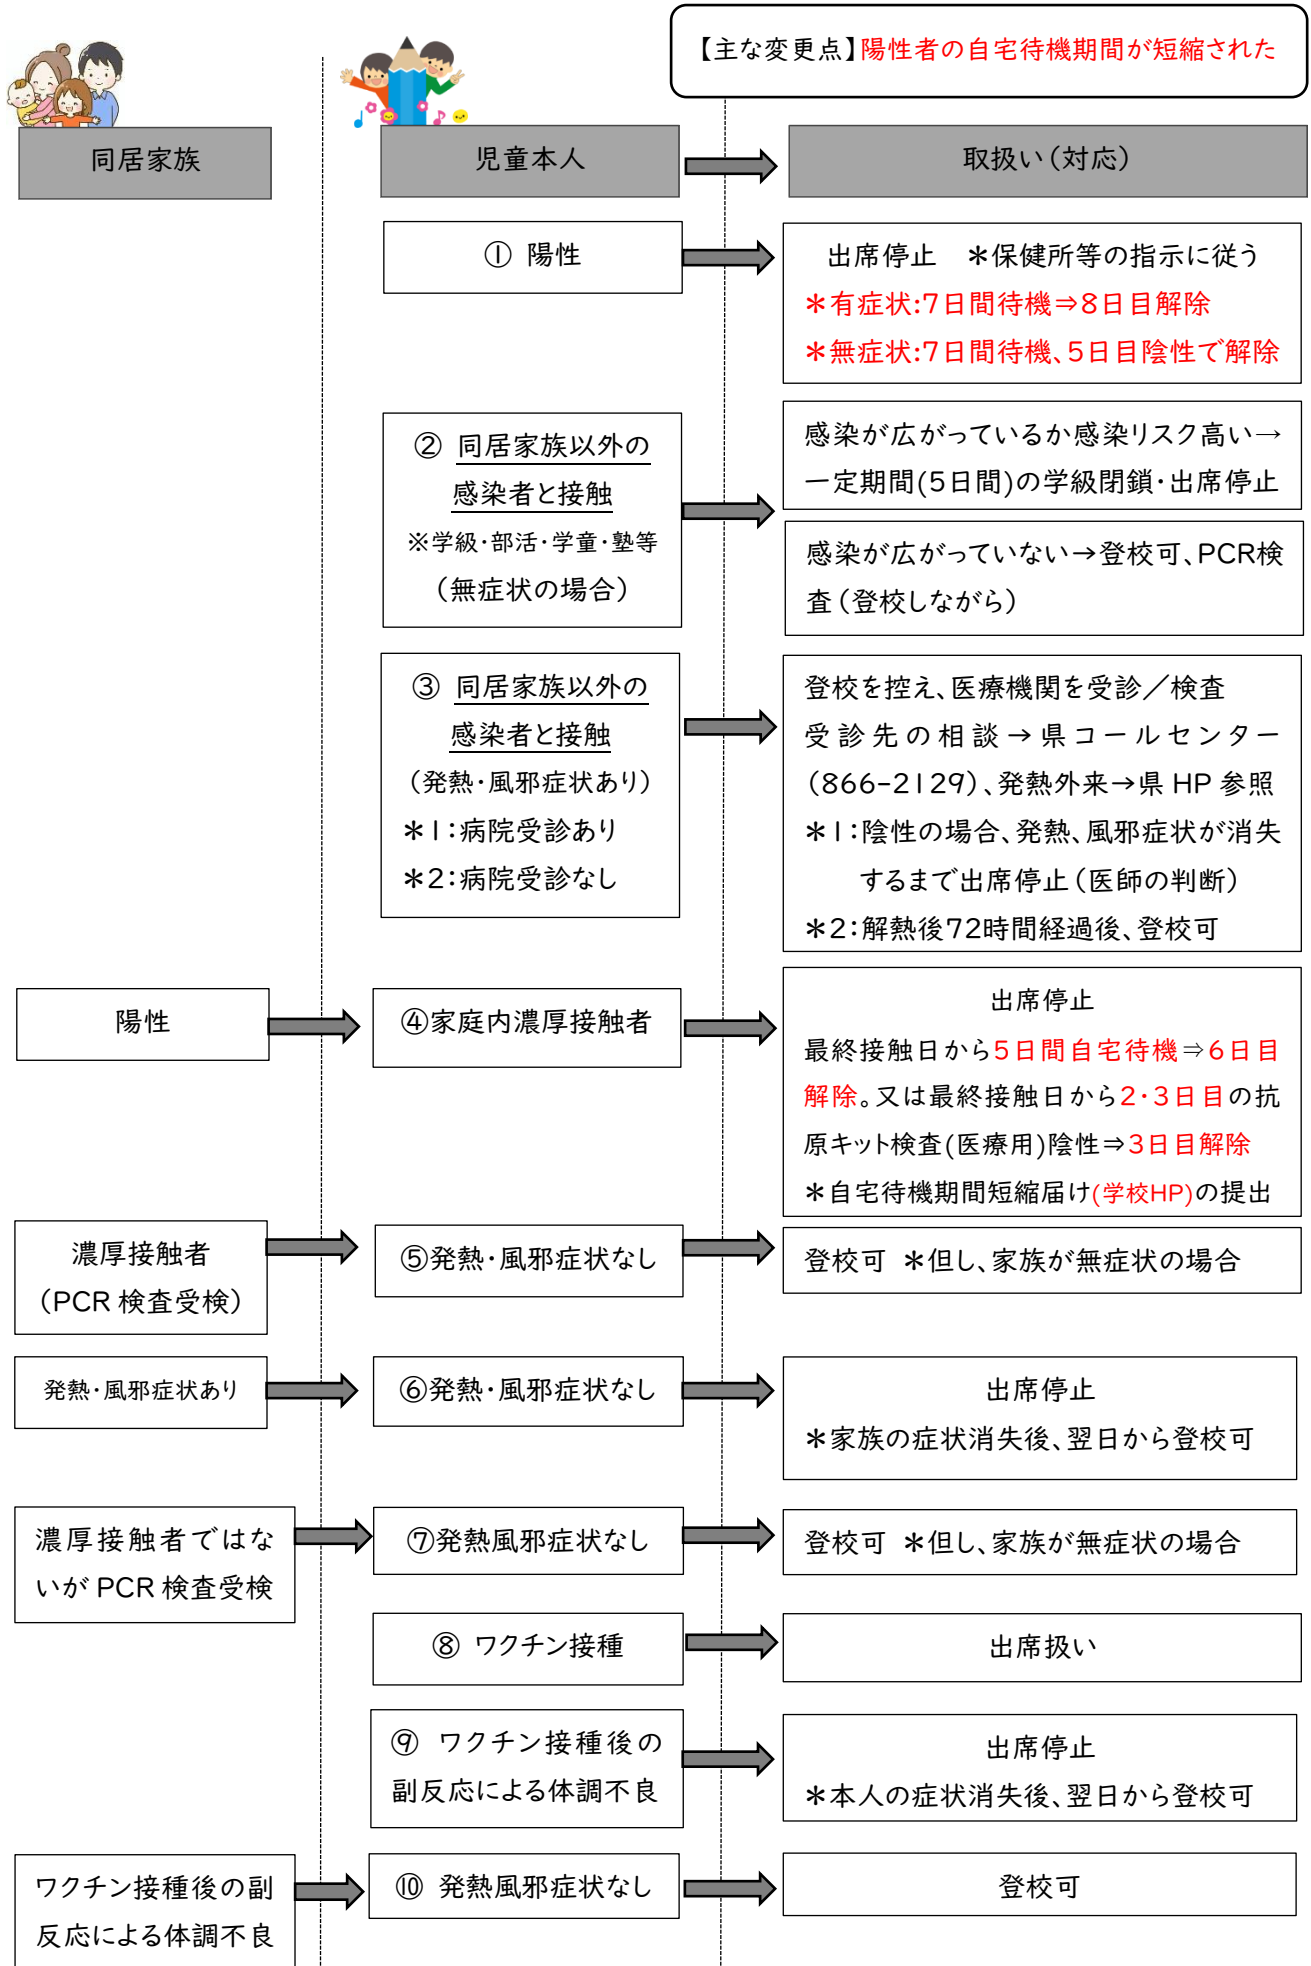 【主な変更点】陽性者の自宅待機期間が短縮された
同居家族
児童本人
取扱い（対応）
① 陽性
出席停止　＊保健所等の指示に従う
＊有症状:7日間待機⇒8日目解除
＊無症状:7日間待機、5日目陰性で解除
② 同居家族以外の
感染者と接触
※学級・部活・学童・塾等
（無症状の場合）
感染が広がっているか感染リスク高い→
一定期間(5日間)の学級閉鎖・出席停止
感染が広がっていない→登校可、PCR検
査（登校しながら）
③ 同居家族以外の
感染者と接触
（発熱・風邪症状あり）
＊1：病院受診あり
＊2：病院受診なし
登校を控え、医療機関を受診／検査
受診先の相談→県コールセンター
（866-2129）、発熱外来→県 HP 参照
＊1：陰性の場合、発熱、風邪症状が消失
するまで出席停止（医師の判断）
＊2：解熱後72時間経過後、登校可
陽性
④家庭内濃厚接触者
出席停止
最終接触日から5日間自宅待機⇒6日目
解除。又は最終接触日から2・3日目の抗
原キット検査(医療用)陰性⇒3日目解除
＊自宅待機期間短縮届け(学校HP)の提出
濃厚接触者
（PCR 検査受検）
⑤発熱・風邪症状なし
登校可 ＊但し、家族が無症状の場合
発熱・風邪症状あり
⑥発熱・風邪症状なし
出席停止
＊家族の症状消失後、翌日から登校可
濃厚接触者ではな
いが PCR 検査受検
⑦発熱風邪症状なし
登校可 ＊但し、家族が無症状の場合
⑧ ワクチン接種
出席扱い
⑨ ワクチン接種後の
副反応による体調不良
出席停止
＊本人の症状消失後、翌日から登校可
ワクチン接種後の副
反応による体調不良
⑩ 発熱風邪症状なし
登校可